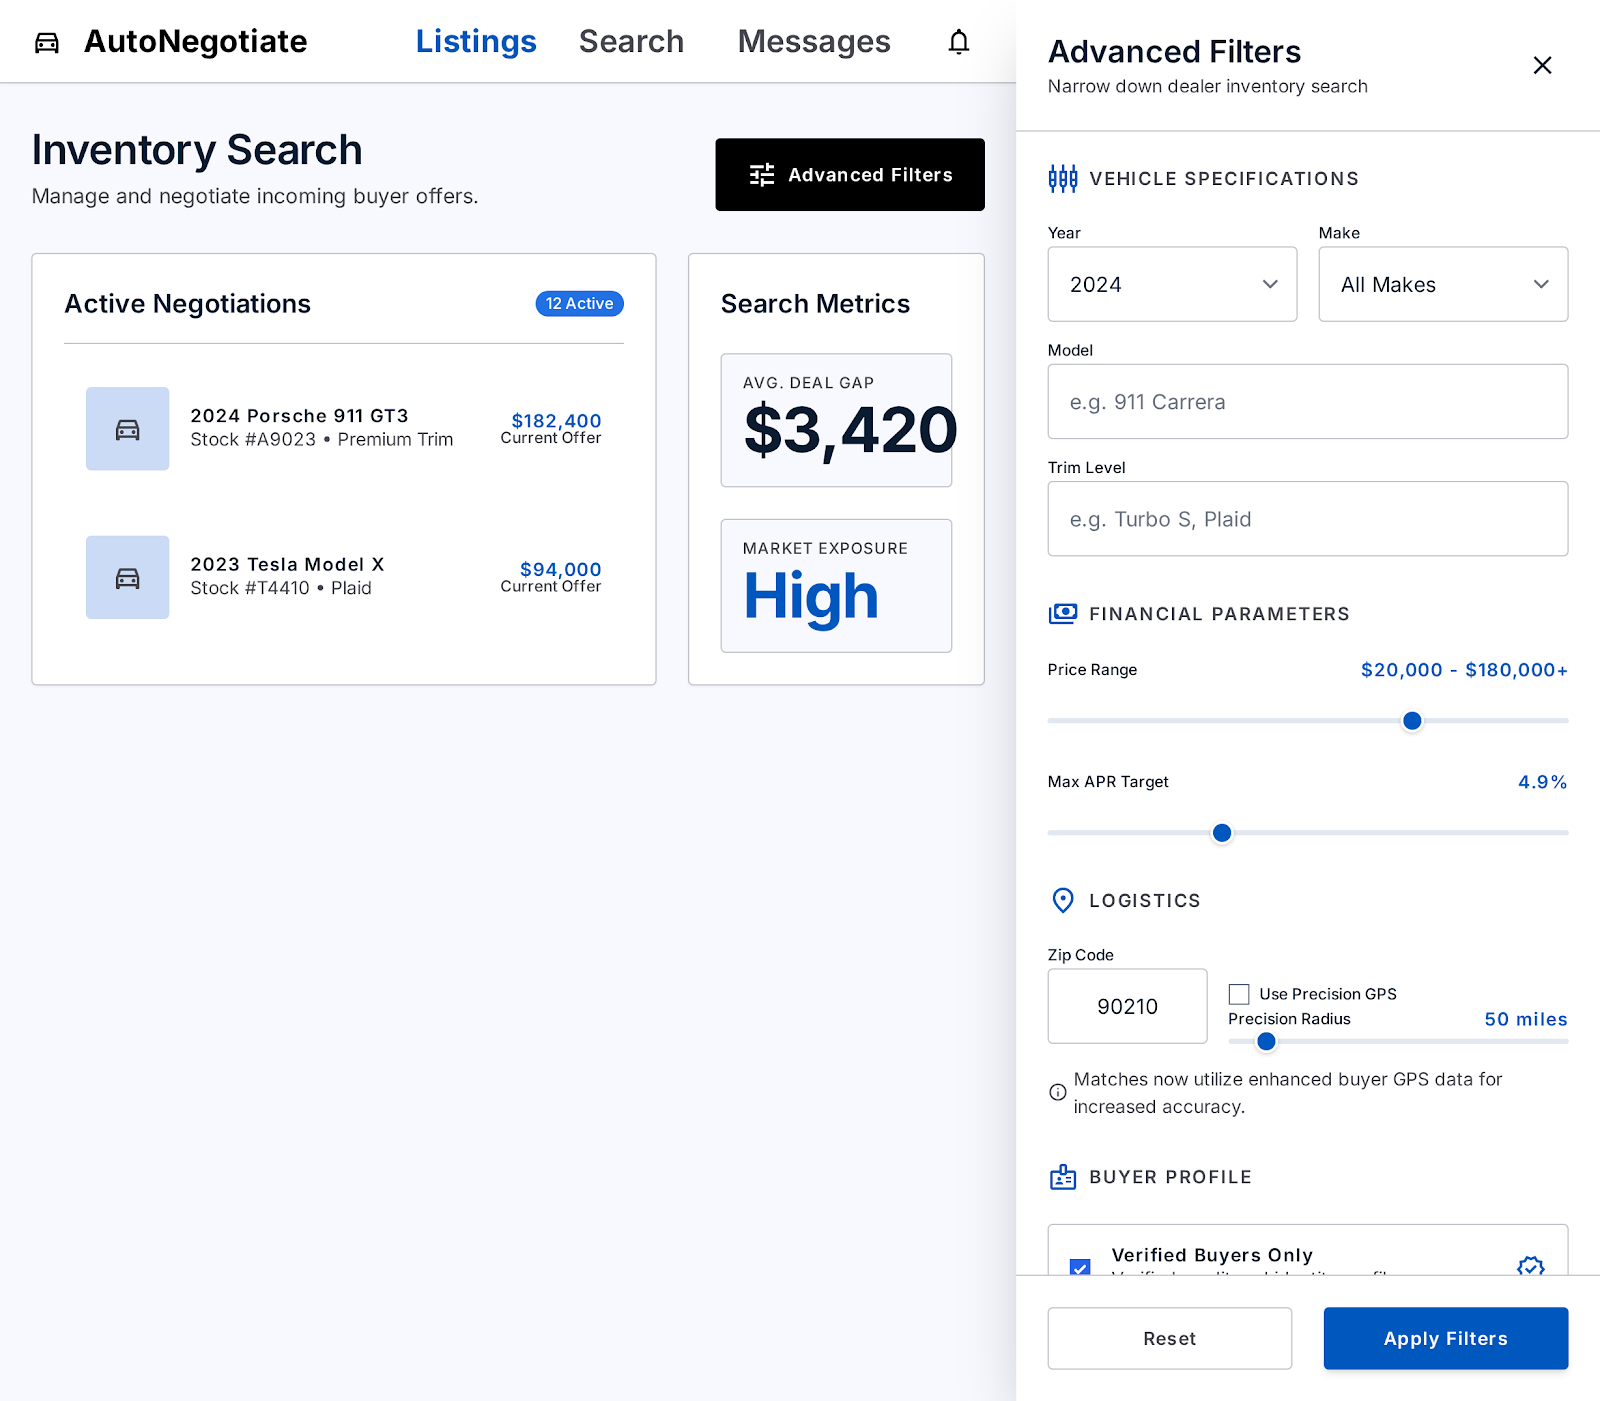 AutoNegotiate
Listings
Search
Messages
Inventory Search
Manage and negotiate incoming buyer offers.
Advanced Filters
Active Negotiations
12 Active
2024 Porsche 911 GT3
Stock #A9023 • Premium Trim
$182,400
Current Offer
2023 Tesla Model X
Stock #T4410 • Plaid
$94,000
Current Offer
Search Metrics
AVG. DEAL GAP
$3,420
MARKET EXPOSURE
High
Advanced Filters
Narrow down dealer inventory search
VEHICLE SPECIFICATIONS
Year
2024
Make
All Makes
Model
e.g. 911 Carrera
Trim Level
e.g. Turbo S, Plaid
FINANCIAL PARAMETERS
Price Range
$20,000 - $180,000+
Max APR Target
4.9%
LOGISTICS
Zip Code
90210
Use Precision GPS
Precision Radius
50 miles
Matches now utilize enhanced buyer GPS data for
increased accuracy.
BUYER PROFILE
Verified Buyers Only
Reset
Apply Filters